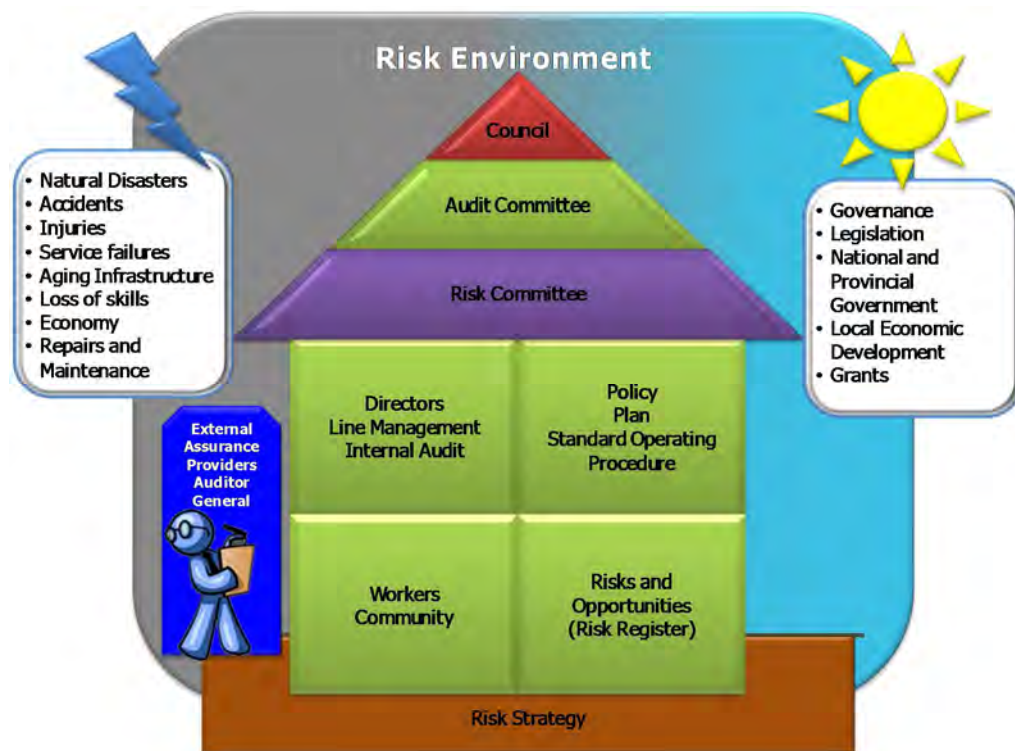 Risk Environment
Council
Audit Committee
Risk Committee
• Natural Disasters
• Accidents
• Injuries
• Service failures
• Aging Infrastructure
• Loss of skills
• Economy
• Repairs and
Maintenance
• Governance
• Legislation
• National and
Provincial
Government
• Local Economic
Development
• Grants
External
Assurance
Providers
Auditor
General
Directors
Line Management
Internal Audit
Policy
Plan
Standard Operating
Procedure
Workers
Community
Risks and
Opportunities
(Risk Register)
Risk Strategy